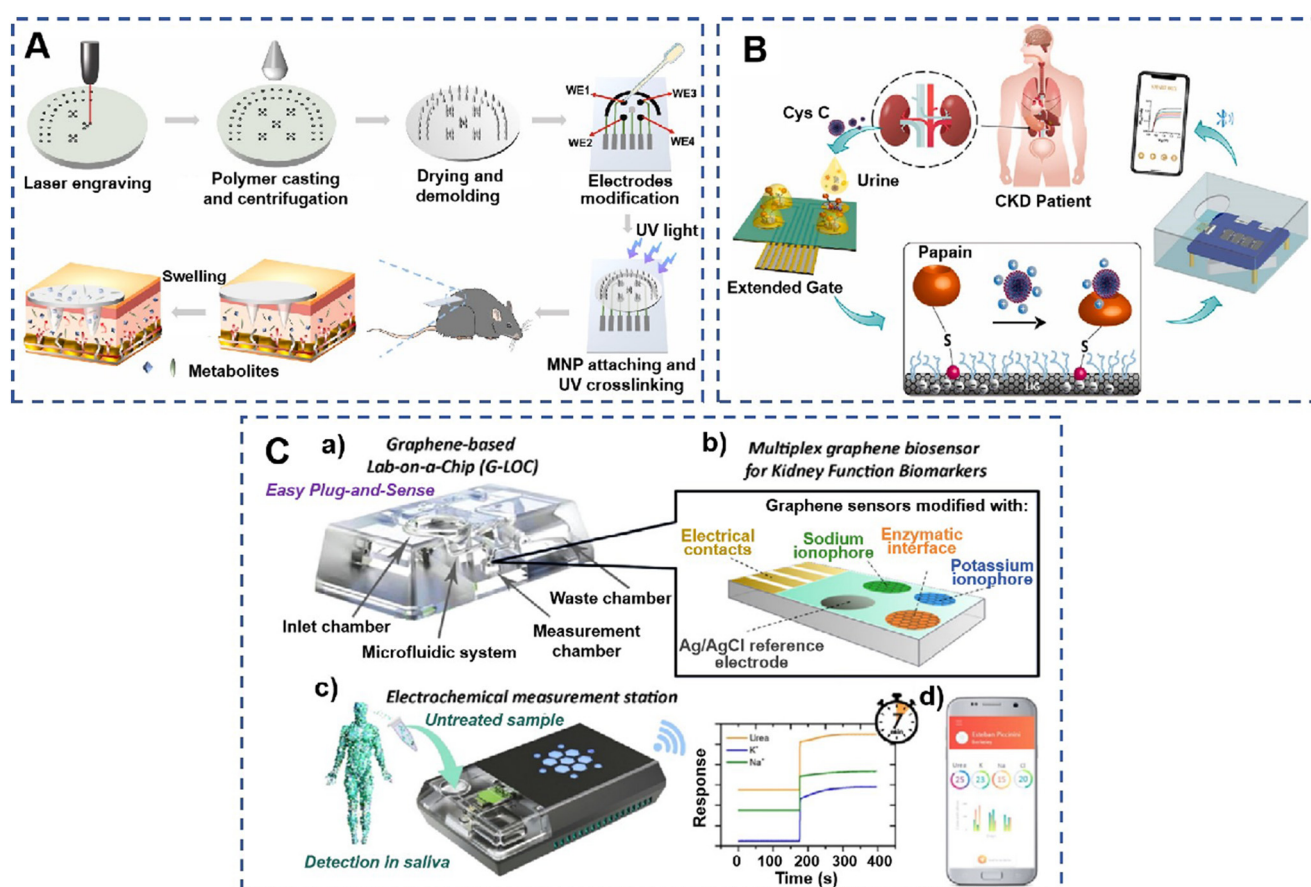 A
WE1
WE3
WE2
WE4
Laser engraving
Polymer casting
and centrifugation
Drying and
demolding
Electrodes
modification
UV light
Swelling
Metabolites
MNP attaching and
UV crosslinking
B
Cys C
Urine
CKD Patient
Extended Gate
Papain
S
S
C
a)
Graphene-based
Lab-on-a-Chip (G-LOC)
Easy Plug-and-Sense
Inlet chamber
Microfluidic system
Waste chamber
Measurement
chamber
b)
Multiplex graphene biosensor
for Kidney Function Biomarkers
Graphene sensors modified with:
Electrical
contacts
Sodium
ionophore
Enzymatic
interface
Potassium
ionophore
Ag/AgCl reference
electrode
c)
Electrochemical measurement station
Untreated sample
Detection in saliva
Urea
K⁺
Na⁺
Response
0 100 200 300 400
Time (s)
7
min
d)
Esteban Piccinini
Urea K Na Cl
25 23 15 20